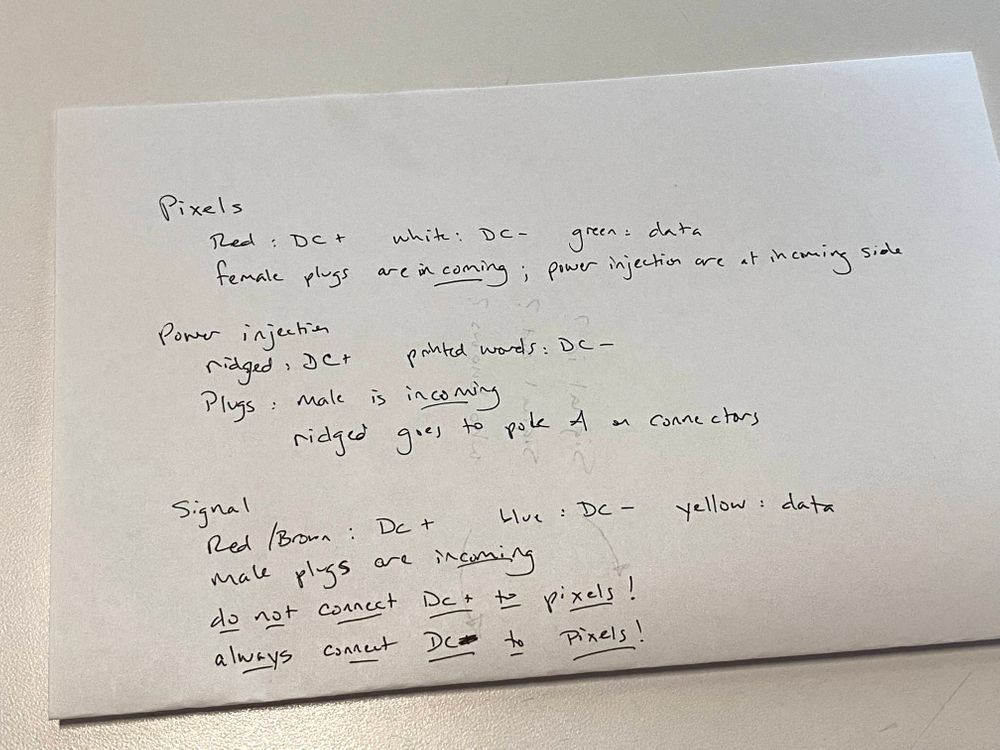 Pixels
Red : DC+ white : DC- green : data
female plugs are incoming ; power injection are at incoming side
Power injection
ridged : DC+ printed words : DC-
Plugs : male is incoming
ridged goes to pole A on connectors
Signal
Red /Brown : DC+ blue : DC- yellow : data
male plugs are incoming
do not connect DC+ to pixels!
always connect DC- to Pixels!